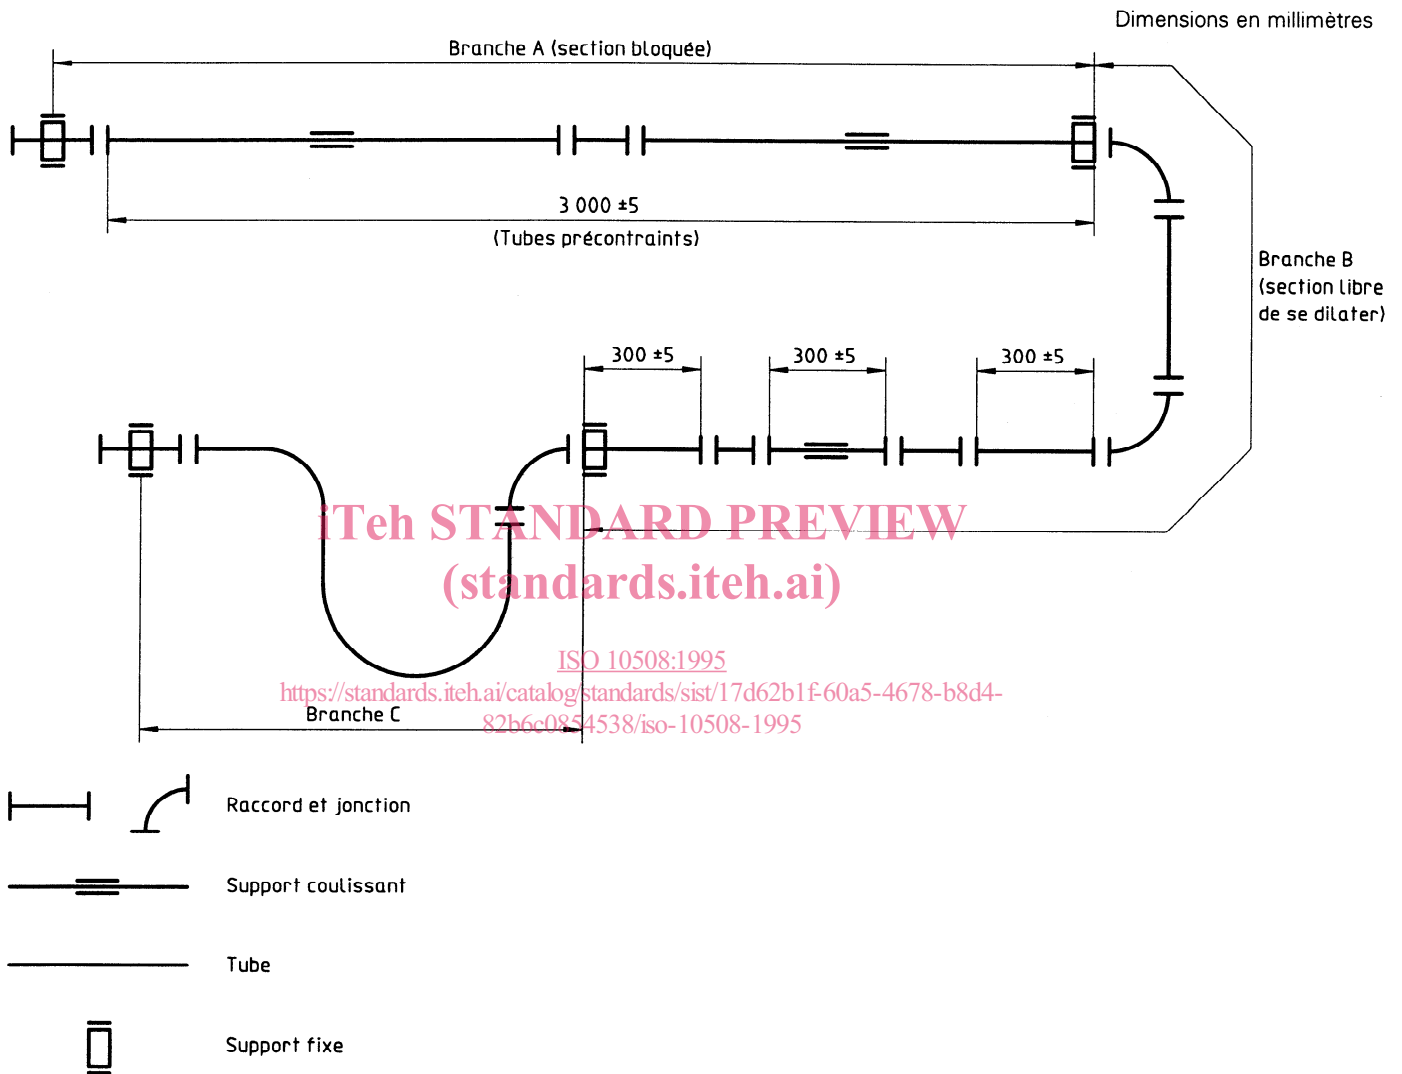 Dimensions en millimètres
Branche A (section bloquée)
3 000 ±5
(Tubes précontraints)
Branche B
(section libre
de se dilater)
300 ±5
300 ±5
300 ±5
iTeh STANDARD PREVIEW
(standards.iteh.ai)
ISO 10508:1995
https://standards.iteh.ai/catalog/standards/sist/17d62b1f-60a5-4678-b8d4-
82b6c0854538/iso-10508-1995
Branche C
Raccord et jonction
Support coulissant
Tube
Support fixe